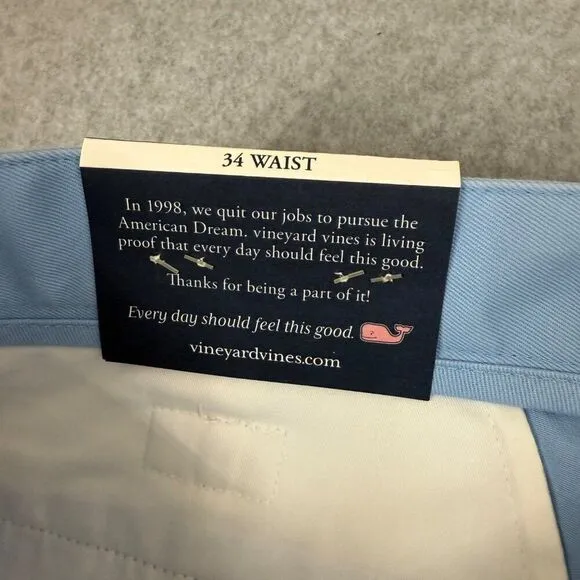 34 WAIST
In 1998, we quit our jobs to pursue the
American Dream. vineyard vines is living
proof that every day should feel this good.
Thanks for being a part of it!
Every day should feel this good.
vineyardvines.com